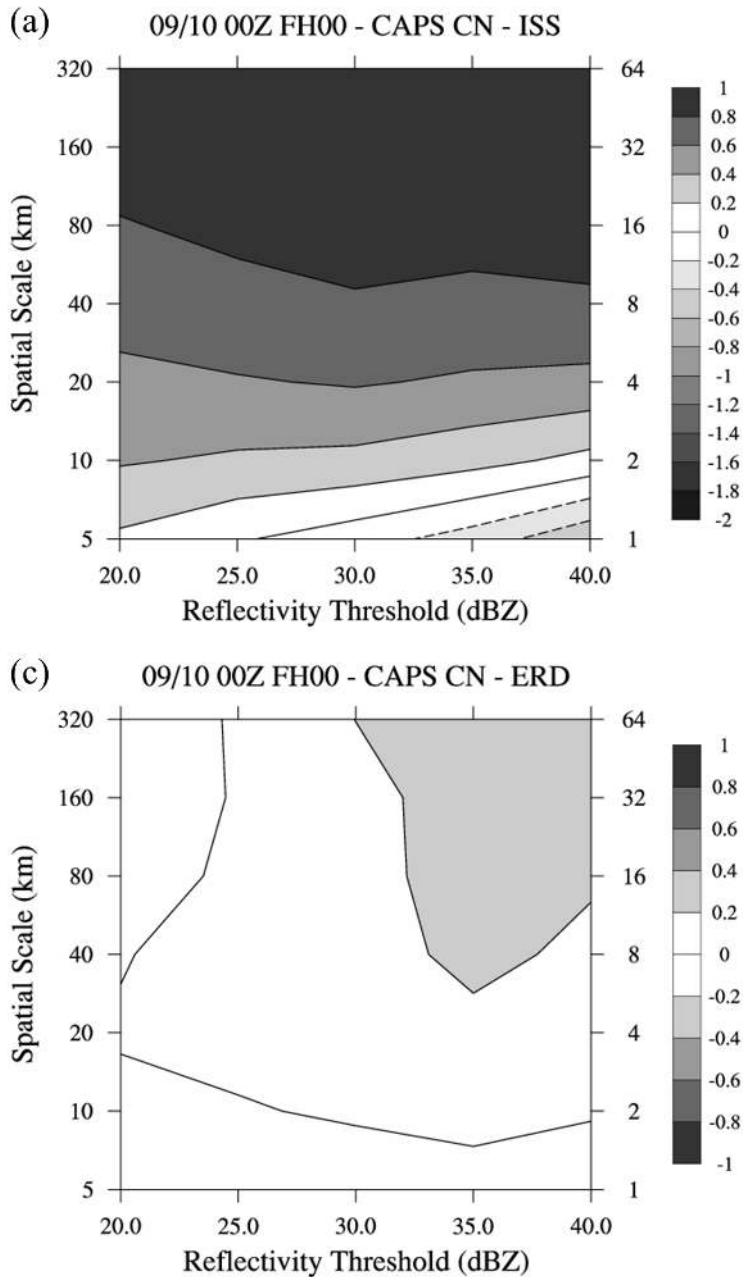 (a) 09/10 00Z FH00 - CAPS CN - ISS
320 64 1
0.8
160 32 0.6
0.4
80 16 0.2
0
-0.2
40 8 -0.4
-0.6
20 4 -0.8
-1
10 2 -1.2
-1.6
-1.8
5 1 -2
Spatial Scale (km)
20.0 25.0 30.0 35.0 40.0
Reflectivity Threshold (dBZ)
(c) 09/10 00Z FH00 - CAPS CN - ERD
320 64 1
0.8
160 32 0.6
0.4
80 16 0.2
40 8 0
-0.2
20 4 -0.4
-0.6
10 2 -0.8
5 1 -1
Spatial Scale (km)
20.0 25.0 30.0 35.0 40.0
Reflectivity Threshold (dBZ)